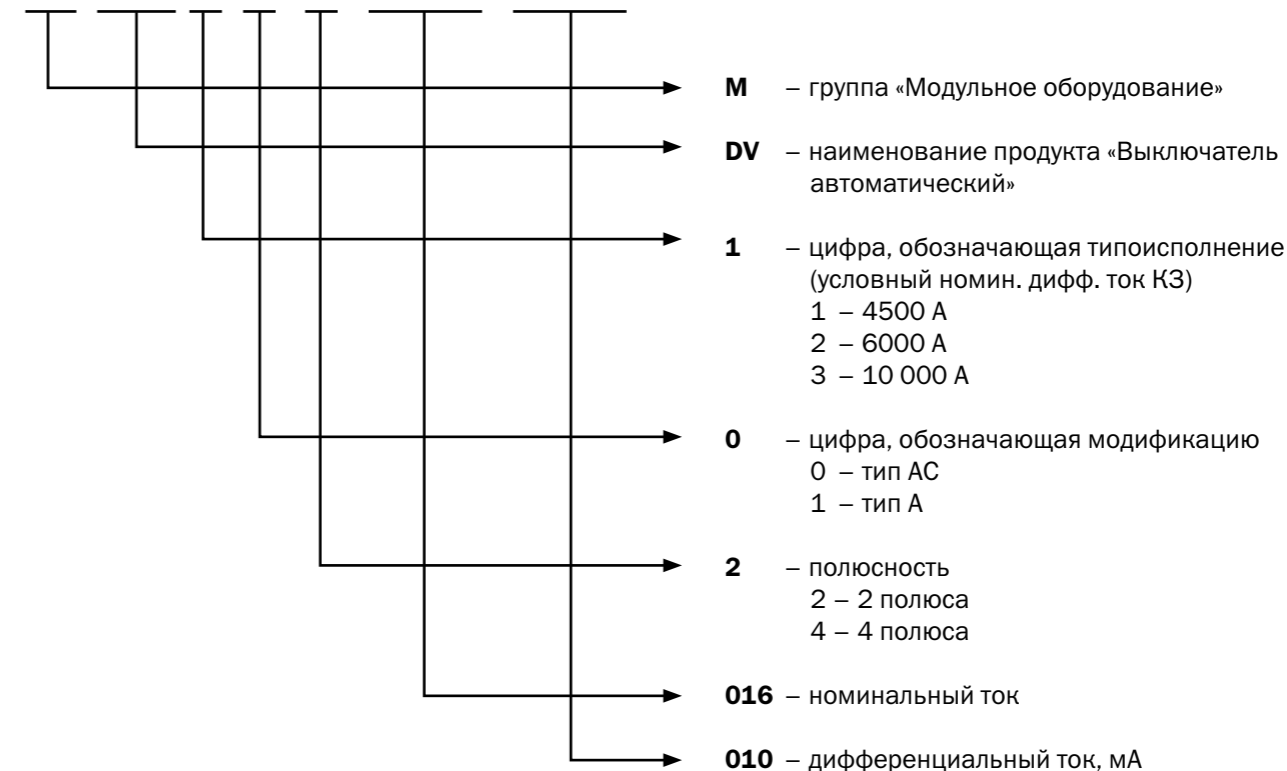 M – группа «Модульное оборудование»
DV – наименование продукта «Выключатель
автоматический»
1 – цифра, обозначающая типоисполнение
(условный номин. дифф. ток КЗ)
1 – 4500 А
2 – 6000 А
3 – 10 000 А
0 – цифра, обозначающая модификацию
0 – тип АС
1 – тип А
2 – полюсность
2 – 2 полюса
4 – 4 полюса
016 – номинальный ток
010 – дифференциальный ток, мА